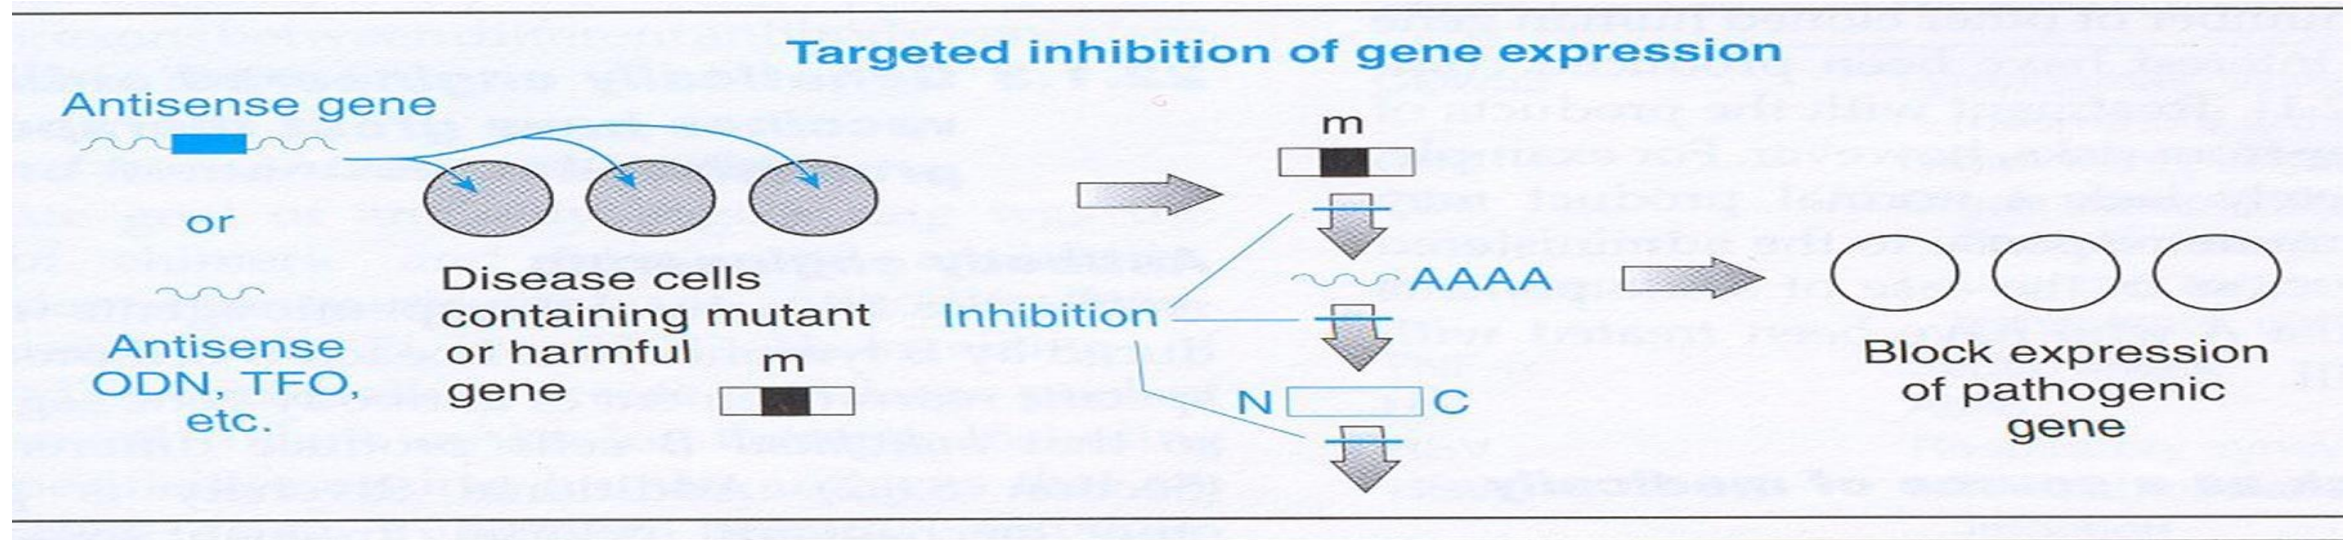 Targeted inhibition of gene expression
Antisense gene
or
Antisense
ODN, TFO,
etc.
Disease cells
containing mutant
or harmful
gene
m
m
Inhibition
AAAA
N
C
Block expression
of pathogenic
gene